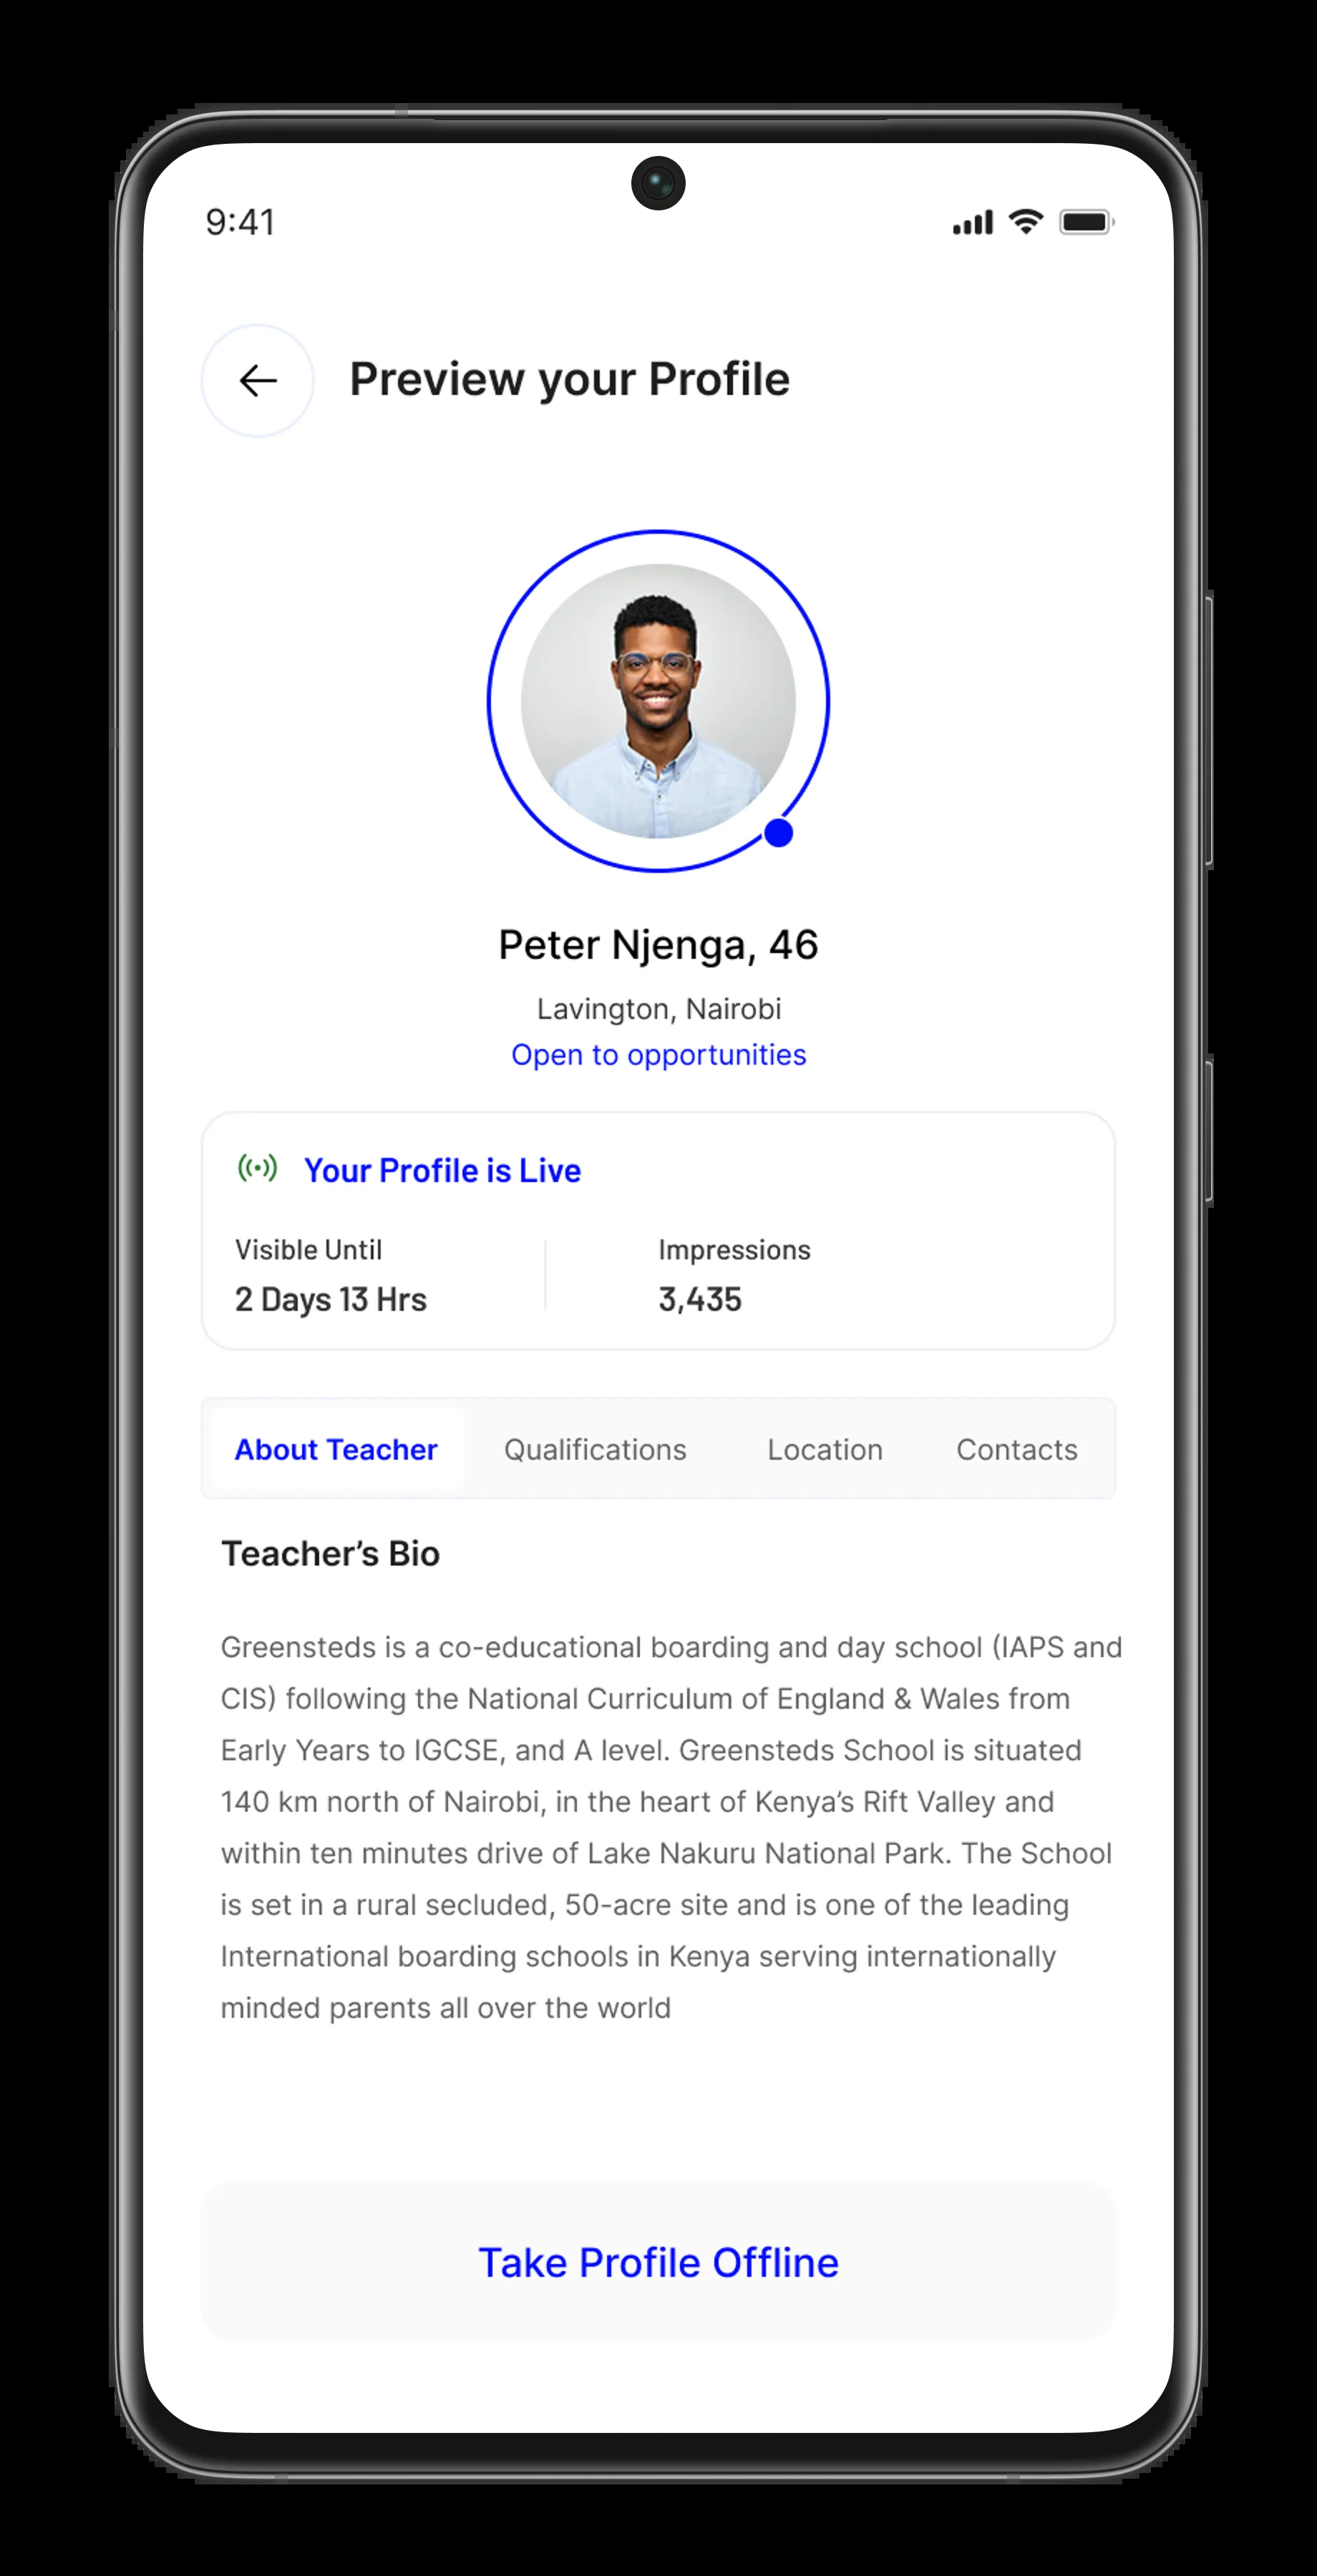 9:41
Preview your Profile
Peter Njenga, 46
Lavington, Nairobi
Open to opportunities
Your Profile is Live
Visible Until
2 Days 13 Hrs
Impressions
3,435
About Teacher
Qualifications
Location
Contacts
Teacher’s Bio
Greensteds is a co-educational boarding and day school (IAPS and
CIS) following the National Curriculum of England & Wales from
Early Years to IGCSE, and A level. Greensteds School is situated
140 km north of Nairobi, in the heart of Kenya’s Rift Valley and
within ten minutes drive of Lake Nakuru National Park. The School
is set in a rural secluded, 50-acre site and is one of the leading
International boarding schools in Kenya serving internationally
minded parents all over the world
Take Profile Offline